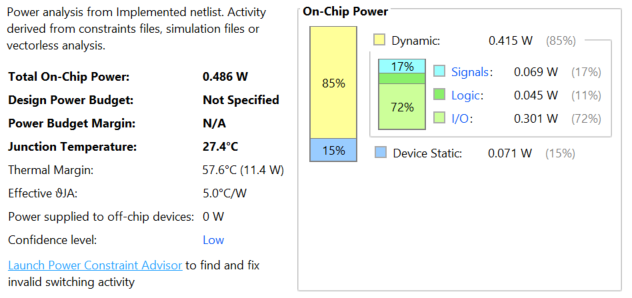 Power analysis from Implemented netlist. Activity
derived from constraints files, simulation files or
vectorless analysis.
Total On-Chip Power: 0.486 W
Design Power Budget: Not Specified
Power Budget Margin: N/A
Junction Temperature: 27.4°C
Thermal Margin: 57.6°C (11.4 W)
Effective ϑJA: 5.0°C/W
Power supplied to off-chip devices: 0 W
Confidence level: Low
Launch Power Constraint Advisor to find and fix
invalid switching activity
On-Chip Power
85%
15%
Dynamic: 0.415 W (85%)
17%
72%
Signals: 0.069 W (17%)
Logic: 0.045 W (11%)
I/O: 0.301 W (72%)
Device Static: 0.071 W (15%)